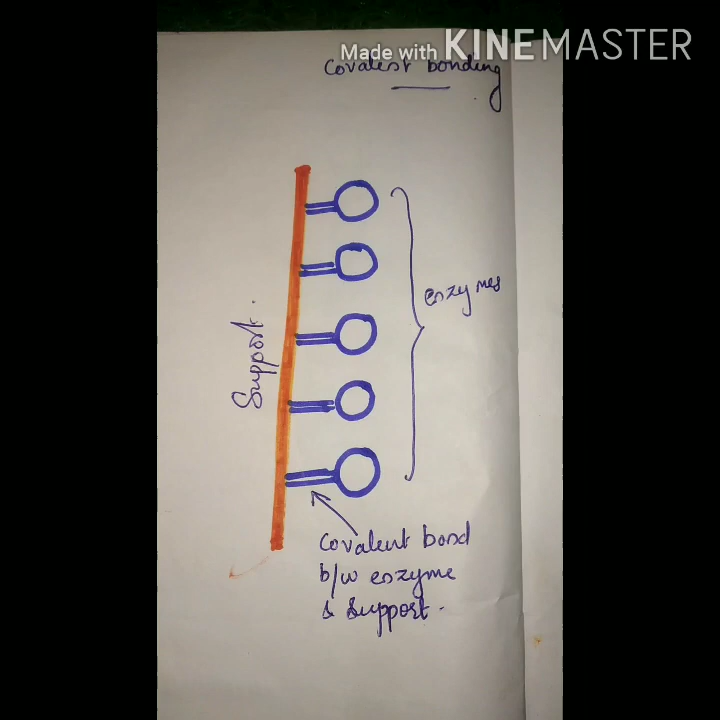 Made with KINEMASTER
Covalent bonding
enzymes
Support.
Covalent bond
b/w enzyme
& Support.